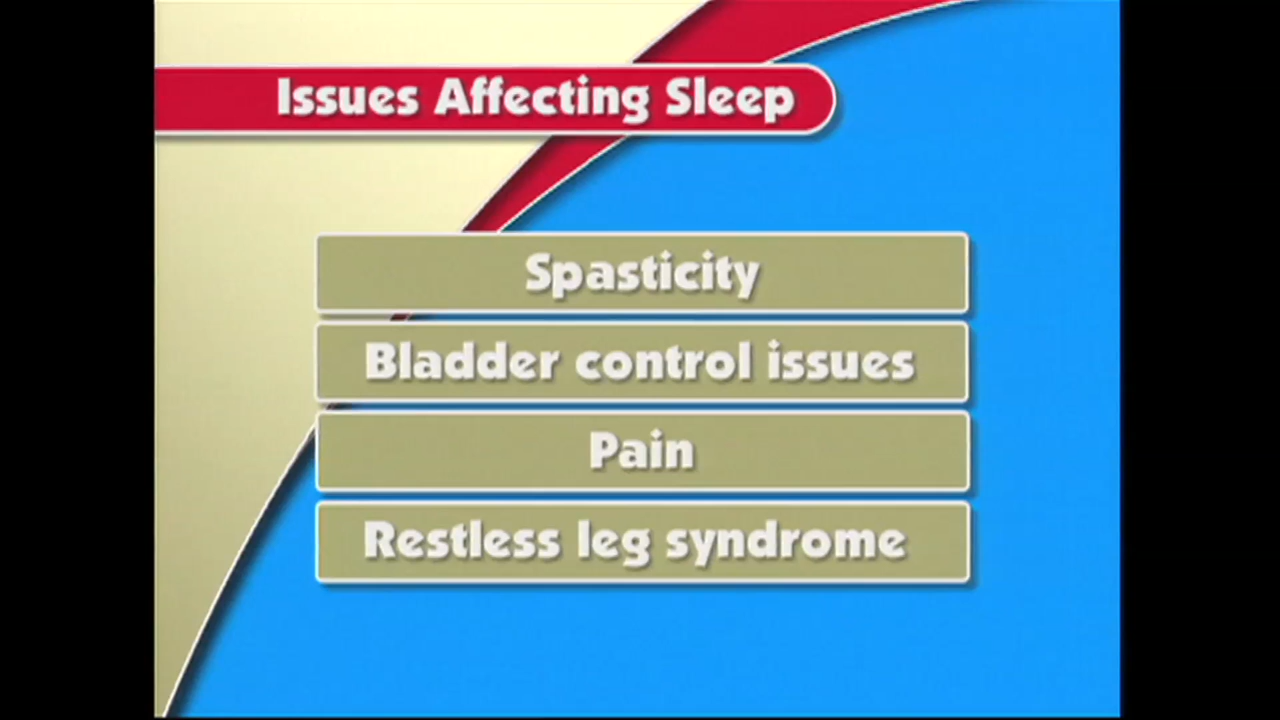 Issues Affecting Sleep
Spasticity
Bladder control issues
Pain
Restless leg syndrome